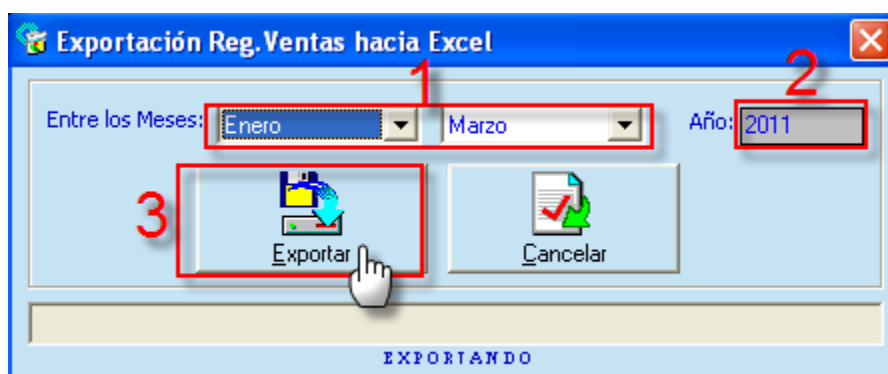 Exportación Reg.Ventas hacia Excel
1
2
Entre los Meses: Enero Marzo Año: 2011
3
Exportar Cancelar
EXPORTANDO